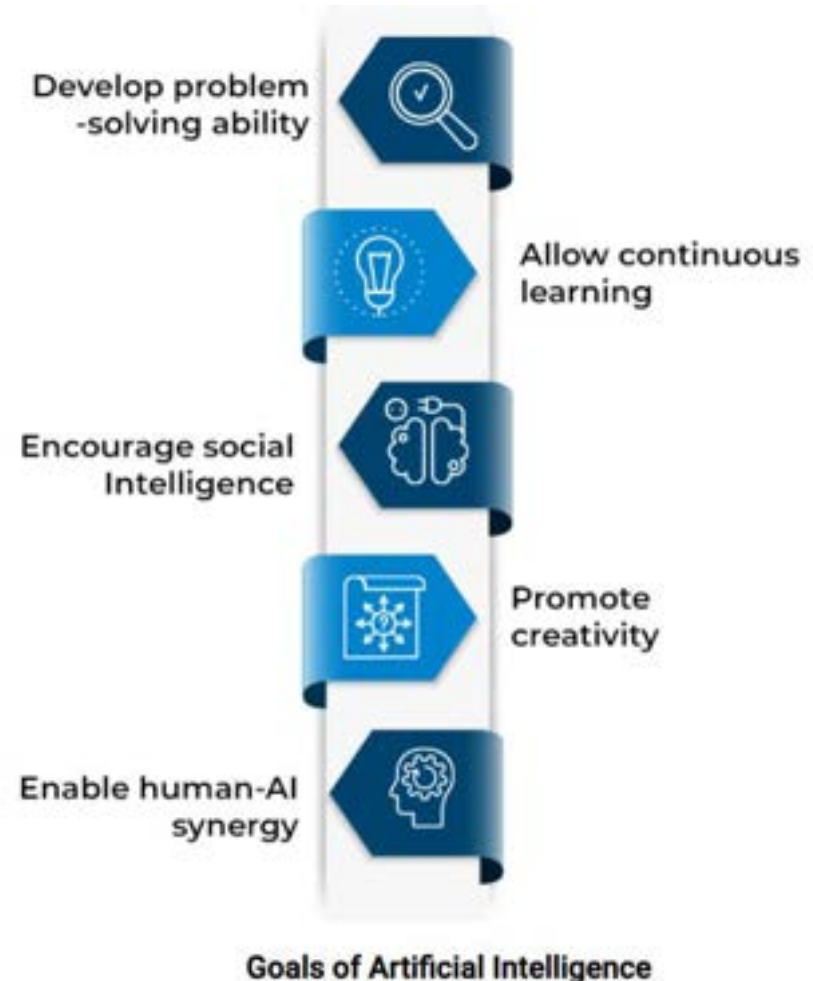 Develop problem
-solving ability
Allow continuous
learning
Encourage social
Intelligence
Promote
creativity
Enable human-AI
synergy
Goals of Artificial Intelligence